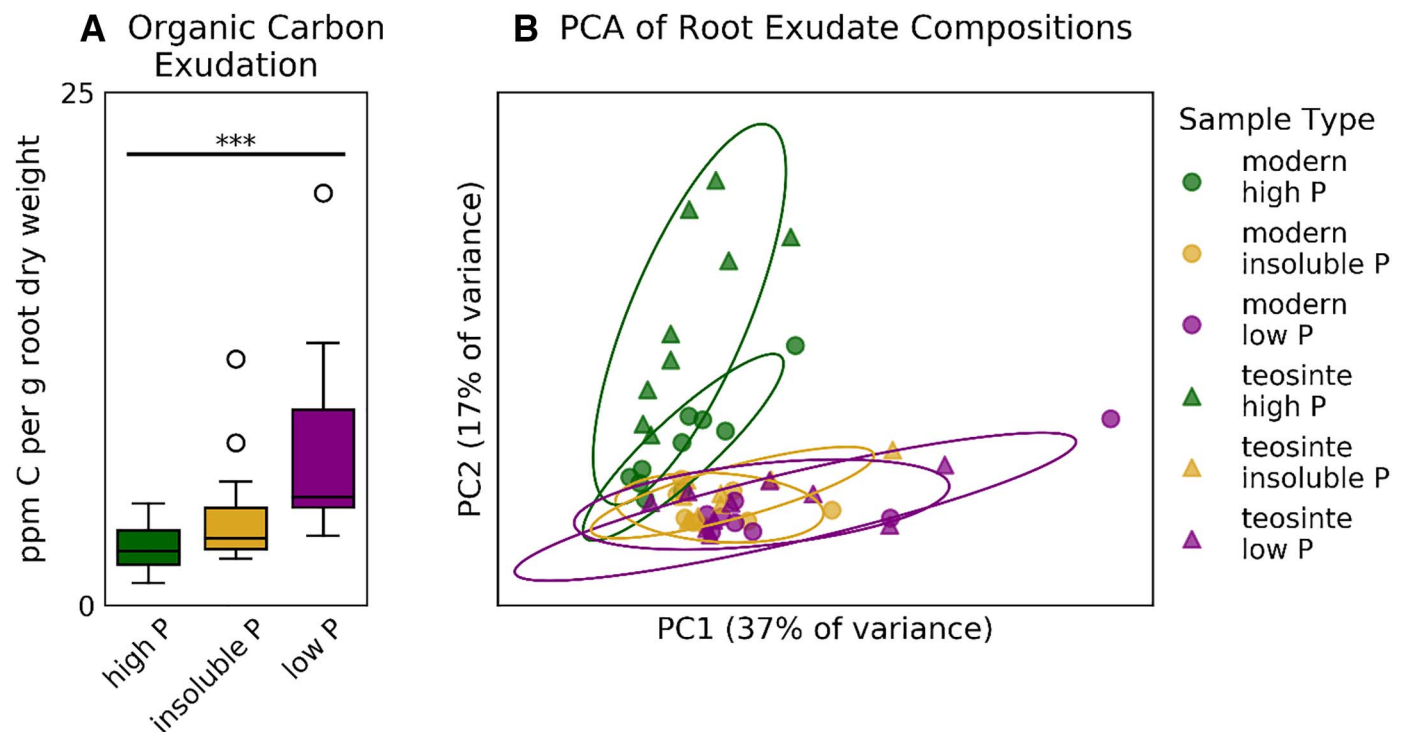 A Organic Carbon
Exudation
25
***
0
ppm C per g root dry weight
high P
insoluble P
low P
B PCA of Root Exudate Compositions
PC2 (17% of variance)
PC1 (37% of variance)
Sample Type
modern
high P
modern
insoluble P
modern
low P
teosinte
high P
teosinte
insoluble P
teosinte
low P